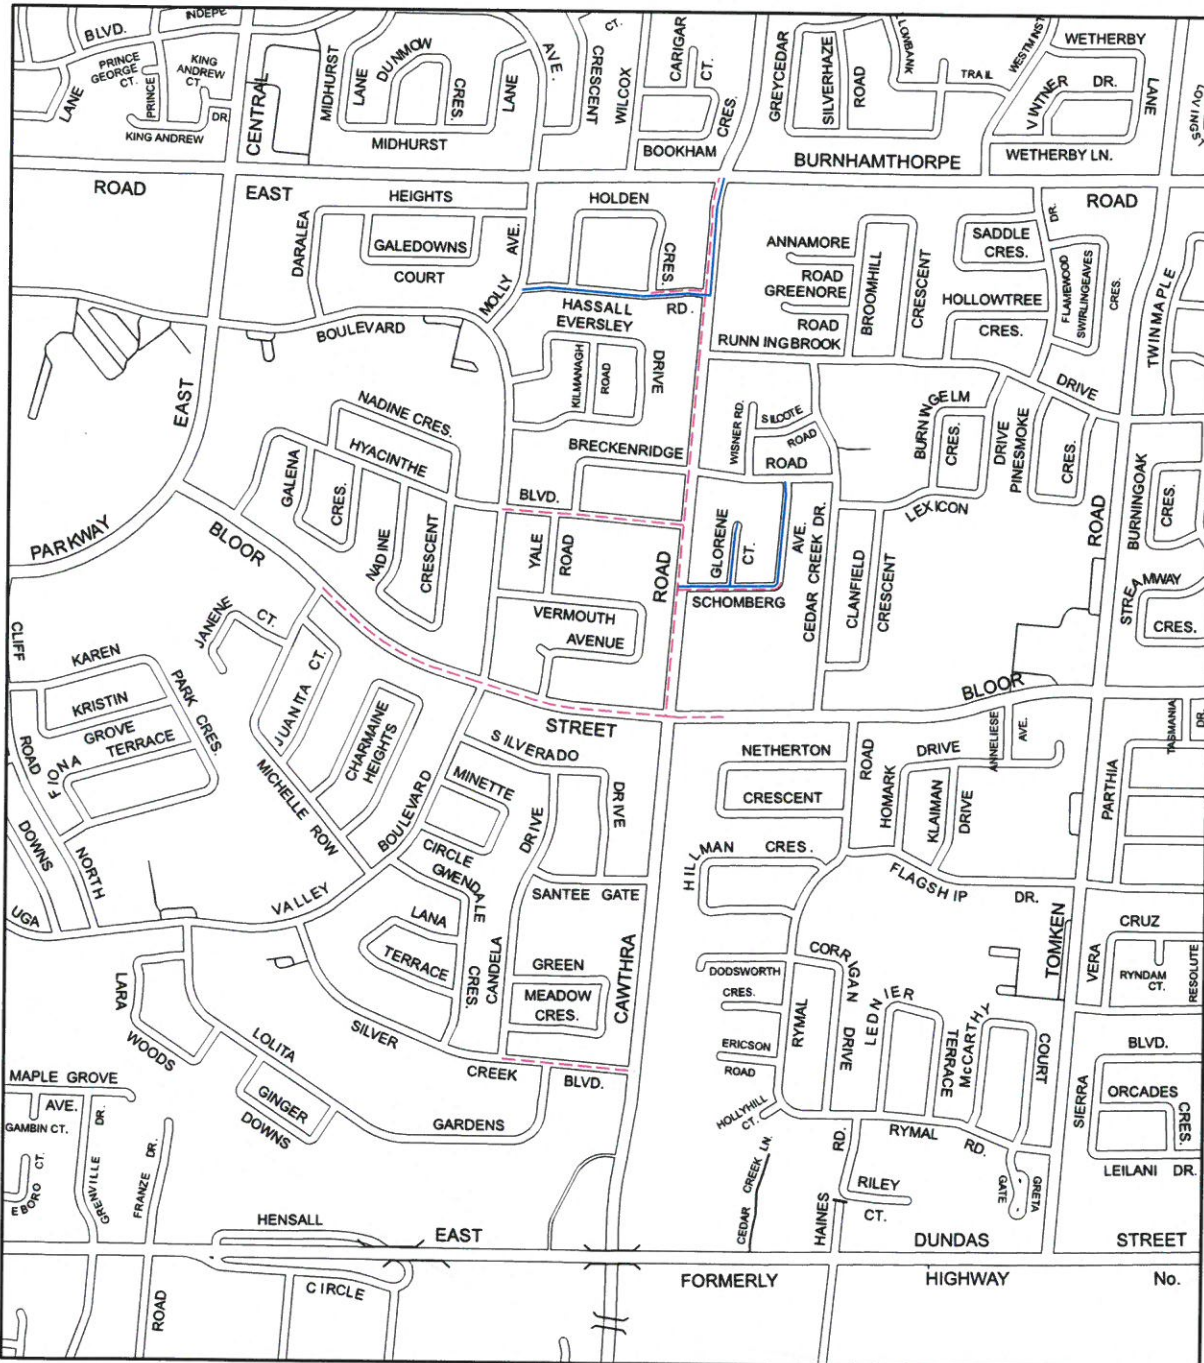 BLVD.
INDEPE
PRINCE
GEORGE
CT.
KING
ANDREW
CT.
LANE
PRINCE
DR.
KING ANDREW
CENTRAL
MIDHURST
LANE
DUNMOW
CRES.
LANE
MIDHURST
AVE.
CRESCENT
CT.
WILCOX
CARIGAR
CT.
CRES.
BOOKHAM
GREYCEDAR
SILVERHAZE
ROAD
LOWBANK
TRAIL
WESTMINST
WETHERBY
VINTNER
DR.
LANE
WETHERBY LN.
LOVINGST
BURNHAMTHORPE
ROAD
EAST
ROAD
HEIGHTS
DARALEA
GALEDOWNS
COURT
MOLLY
AVE.
HOLDEN
CRES.
HASSALL
RD.
EVERSLEY
BOULEVARD
KILMANAGH
ROAD
DRIVE
ANNAMORE
ROAD
GREENORE
ROAD
RUNNINGBROOK
BROOMHILL
CRESCENT
SADDLE
CRES.
DR.
HOLLOWTREE
CRES.
FLAMEWOOD
SWIRLINGLEAVES
CRES.
TWINMAPLE
DRIVE
EAST
NADINE CRES.
HYACINTHE
GALENA
CRES.
NADINE
CRESCENT
BRECKENRIDGE
BLVD.
YALE
ROAD
WISNER RD.
SILCOTE
ROAD
ROAD
BURNINGELM
CRES.
DRIVE
PINESMOKE
CRES.
LEXICON
ROAD
BURNINGOAK
CRES.
PARKWAY
BLOOR
ROAD
GLORENE
CT.
AVE.
CEDAR CREEK DR.
SCHOMBERG
CLANFIELD
CRESCENT
STREAMWAY
CRES.
VERMOUTH
AVENUE
CLIFF
JANENE
CT.
KAREN
KRISTIN
GROVE
TERRACE
PARK CRES.
FIONA
ROAD
JUANITA CT.
CHARMAINE
HEIGHTS
MICHELLE ROW
BOULEVARD
STREET
BLOOR
SILVERADO
DRIVE
MINETTE
CIRCLE
DRIVE
NETHERTON
CRESCENT
ROAD
HOMARK
DRIVE
KLAIMAN
DRIVE
ANNELIESE
AVE.
PARTHIA
TASMANIA
DR.
DOWNS
NORTH
UGA
VALLEY
GWENDALE
CRES.
LANA
TERRACE
CANDELA
SANTEE GATE
HILLMAN CRES.
FLAGSHIP
DR.
GREEN
MEADOW
CRES.
CAWTHRA
DODSWORTH
CRES.
CORRIGAN
DRIVE
RYMAL
ERICSON
ROAD
LEDNIER
TERRACE
McCARTHY
COURT
TOMKEN
VERA
CRUZ
RYNDAM
CT.
RESOLUTE
LARA
WOODS
LOLITA
SILVER
CREEK
BLVD.
GINGER
DOWNS
GARDENS
HOLLYHILL
CT.
RYMAL
RD.
RD.
SIERRA
BLVD.
ORCADES
CRES.
LEILANI DR.
MAPLE GROVE
AVE.
GAMBIN CT.
DR.
GRENVILLE
FRANZE DR.
EBORO CT.
CEDAR CREEK LN.
HAINES
RILEY
CT.
GATE
GRETA
HENSALL
CIRCLE
ROAD
EAST
DUNDAS
STREET
FORMERLY
HIGHWAY
No.